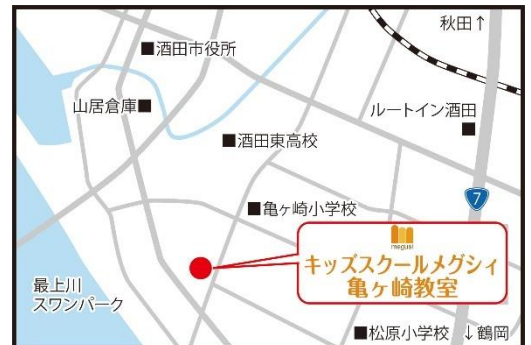 秋田↑
■酒田市役所
山居倉庫■
ルートイン酒田
■
■酒田東高校
7
■亀ヶ崎小学校
megusii
キッズスクールメグシィ
亀ヶ崎教室
最上川
スワンパーク
■松原小学校
↓鶴岡